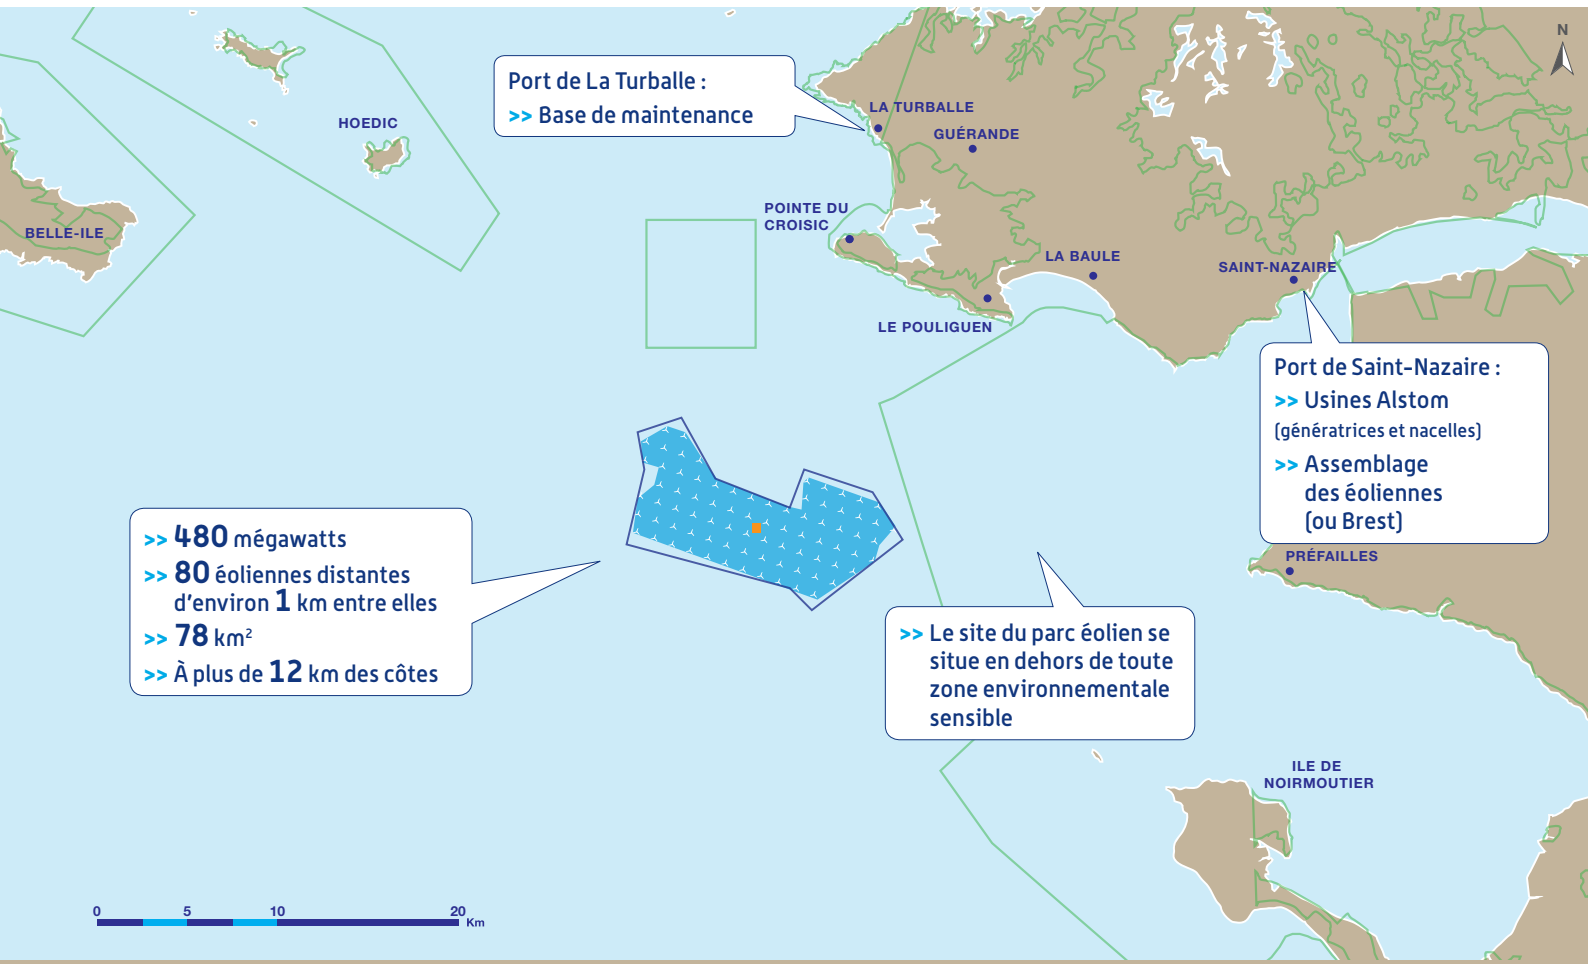 N
Port de La Turballe :
>> Base de maintenance
LA TURBALLE
GUÉRANDE
HOEDIC
POINTE DU
CROISIC
BELLE-ILE
LA BAULE
SAINT-NAZAIRE
LE POULIGUEN
Port de Saint-Nazaire :
>> Usines Alstom
(génératrices et nacelles)
>> Assemblage
des éoliennes
(ou Brest)
PRÉFAILLES
>> 480 mégawatts
>> 80 éoliennes distantes
d'environ 1 km entre elles
>> 78 km²
>> À plus de 12 km des côtes
>> Le site du parc éolien se
situe en dehors de toute
zone environnementale
sensible
ILE DE
NOIRMOUTIER
0 5 10 20
Km